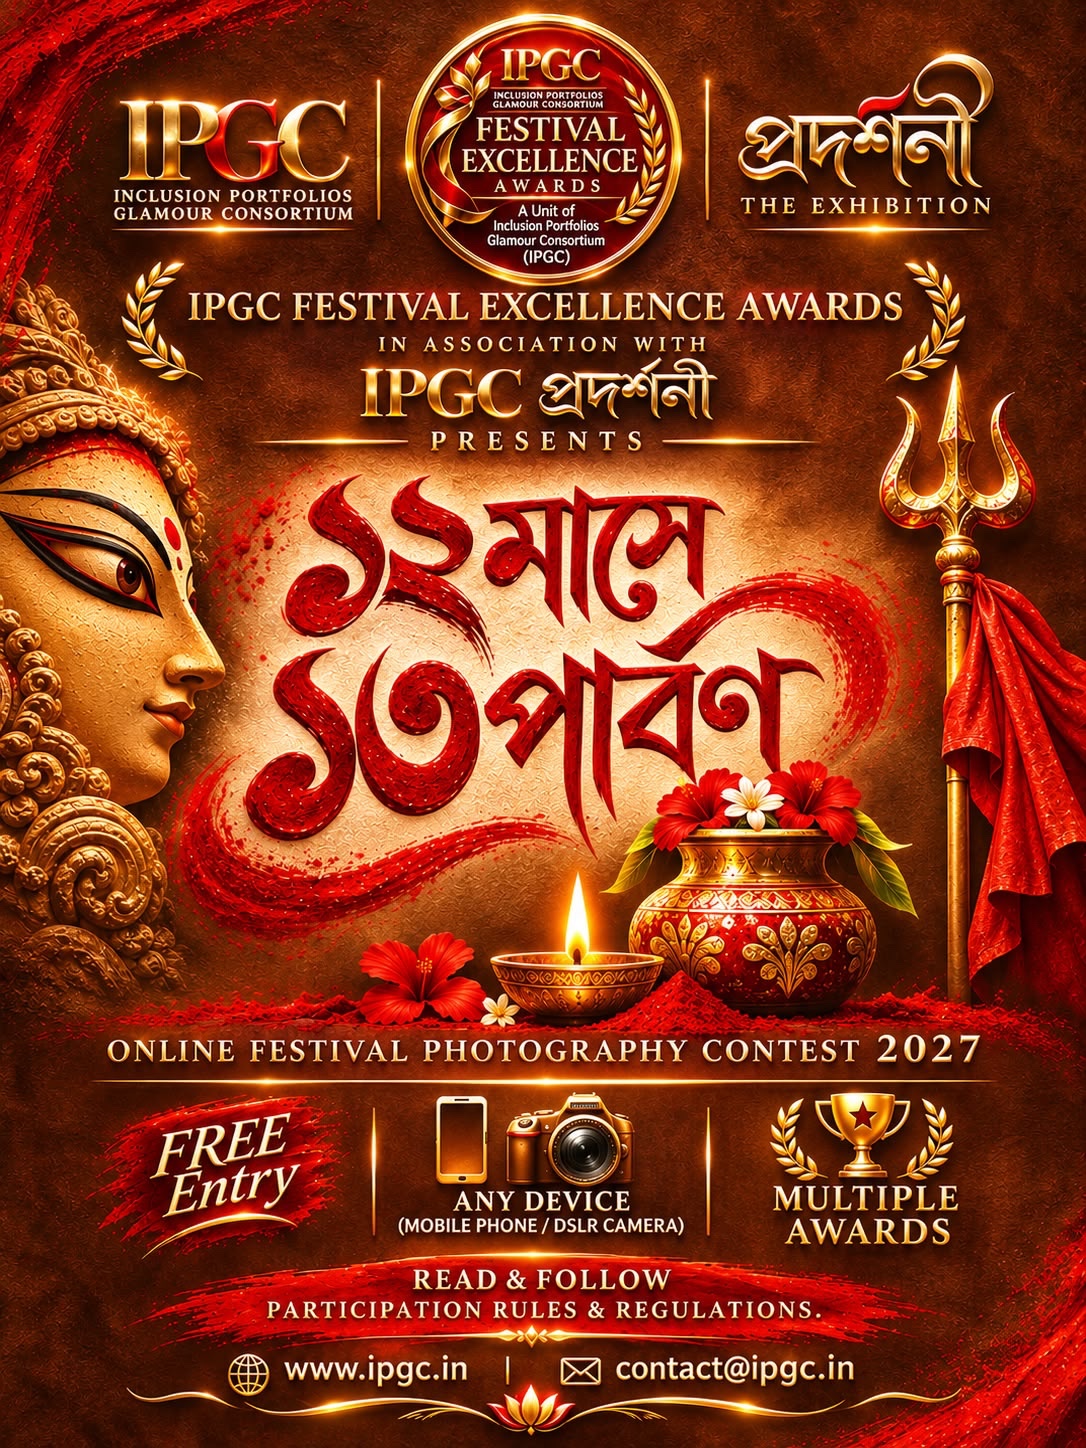 IPGC
INCLUSION PORTFOLIOS
GLAMOUR CONSORTIUM
IPGC
INCLUSION PORTFOLIOS
GLAMOUR CONSORTIUM
FESTIVAL
EXCELLENCE
AWARDS
A Unit of
Inclusion Portfolios
Glamour Consortium
(IPGC)
প্রদর্শনী
THE EXHIBITION
IPGC FESTIVAL EXCELLENCE AWARDS
IN ASSOCIATION WITH
IPGC প্রদর্শনী
PRESENTS
১২মাসে
১৩পার্বণ
ONLINE FESTIVAL PHOTOGRAPHY CONTEST 2027
FREE
Entry
ANY DEVICE
(MOBILE PHONE / DSLR CAMERA)
MULTIPLE
AWARDS
READ & FOLLOW
PARTICIPATION RULES & REGULATIONS.
www.ipgc.in | contact@ipgc.in